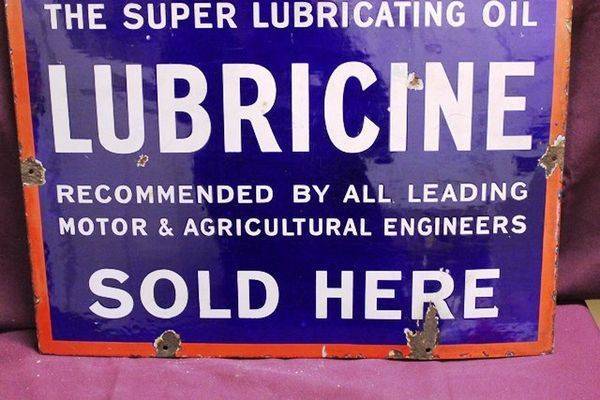 THE SUPER LUBRICATING OIL
LUBRICINE
RECOMMENDED BY ALL LEADING
MOTOR & AGRICULTURAL ENGINEERS
SOLD HERE